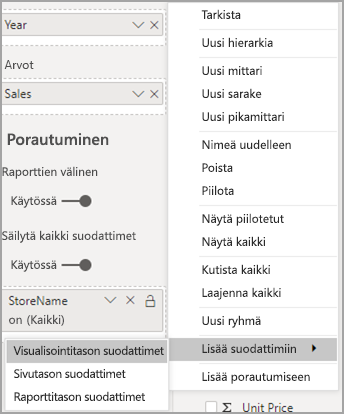 Year
Arvot
Sales
Porautuminen
Raporttien välinen
Käytössä
Säilytä kaikki suodattimet
Käytössä
StoreName
on (Kaikki)
Visualisointitason suodattimet
Sivutason suodattimet
Raporttitason suodattimet
Tarkista
Uusi hierarkia
Uusi mittari
Uusi sarake
Uusi pikamittari
Nimeä uudelleen
Poista
Piilota
Näytä piilotetut
Näytä kaikki
Kutista kaikki
Laajenna kaikki
Uusi ryhmä
Lisää suodattimiin
Lisää porautumiseen
Unit Price